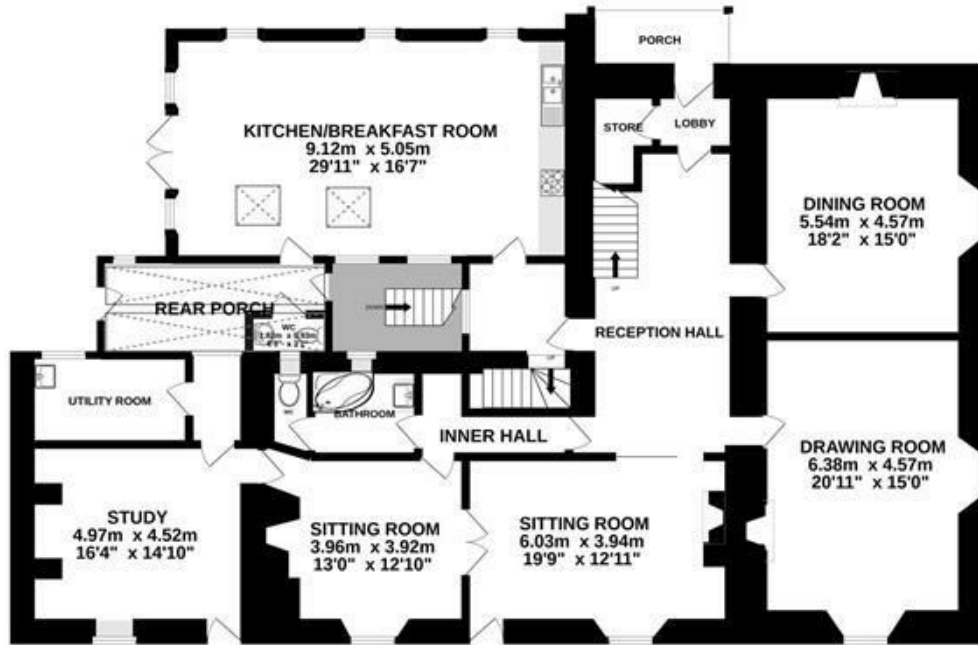 PORCH
KITCHEN/BREAKFAST ROOM
9.12m x 5.05m
29'11" x 16'7"
STORE
LOBBY
DINING ROOM
5.54m x 4.57m
18'2" x 15'0"
UP
REAR PORCH
DOWN
WC
RECEPTION HALL
UP
UTILITY ROOM
WC
BATHROOM
INNER HALL
DRAWING ROOM
6.38m x 4.57m
20'11" x 15'0"
STUDY
4.97m x 4.52m
16'4" x 14'10"
SITTING ROOM
3.96m x 3.92m
13'0" x 12'10"
SITTING ROOM
6.03m x 3.94m
19'9" x 12'11"